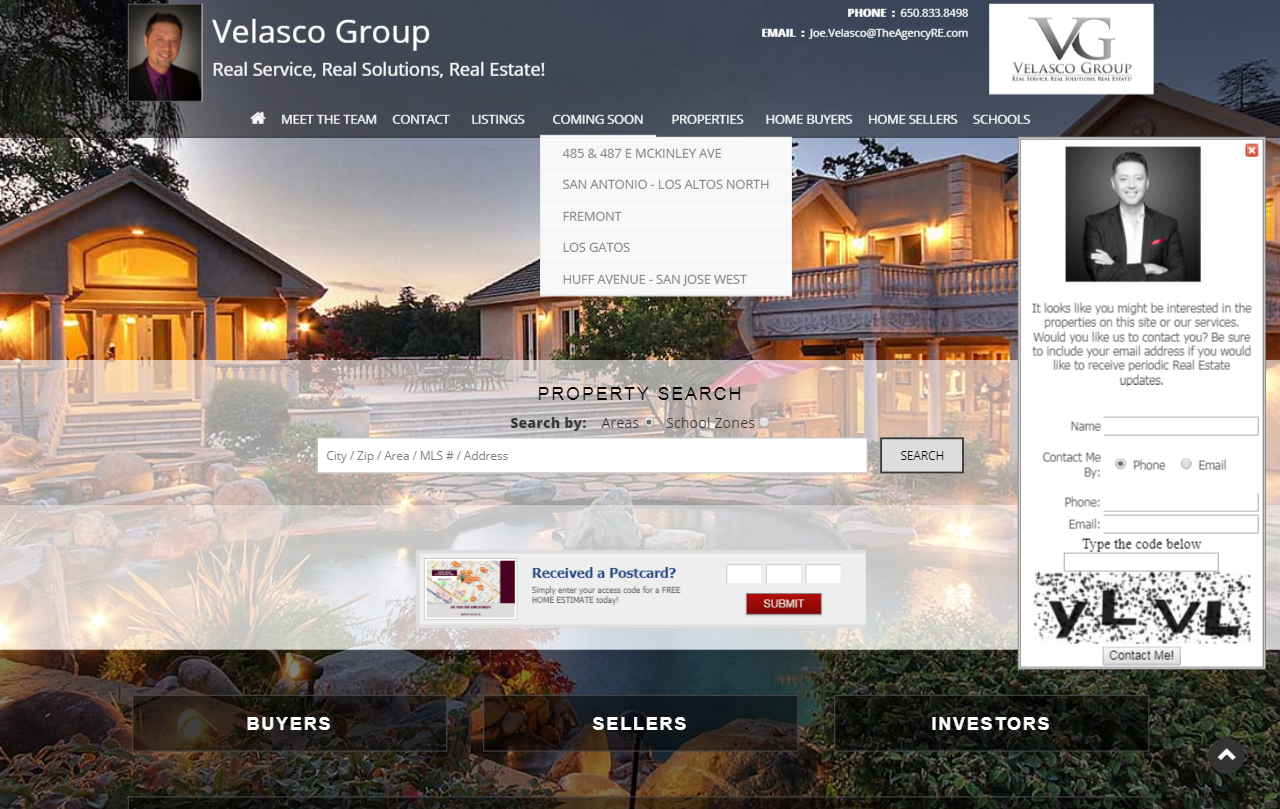 Velasco Group
Real Service, Real Solutions, Real Estate!
PHONE : 650.833.8498
EMAIL : Joe.Velasco@TheAgencyRE.com
VG
VELASCO GROUP
REAL SERVICE, REAL SOLUTIONS, REAL ESTATE!
MEET THE TEAM CONTACT LISTINGS COMING SOON PROPERTIES HOME BUYERS HOME SELLERS SCHOOLS
485 & 487 E MCKINLEY AVE
SAN ANTONIO - LOS ALTOS NORTH
FREMONT
LOS GATOS
HUFF AVENUE - SAN JOSE WEST
It looks like you might be interested in the
properties on this site or our services.
Would you like us to contact you? Be sure
to include your email address if you would
like to receive periodic Real Estate
updates.
Name
Contact Me
By:
Phone Email
Phone:
Email:
Type the code below
yLVL
Contact Me!
PROPERTY SEARCH
Search by: Areas School Zones
City / Zip / Area / MLS # / Address
SEARCH
Received a Postcard?
Simply enter your access code for a FREE
HOME ESTIMATE today!
SUBMIT
BUYERS
SELLERS
INVESTORS